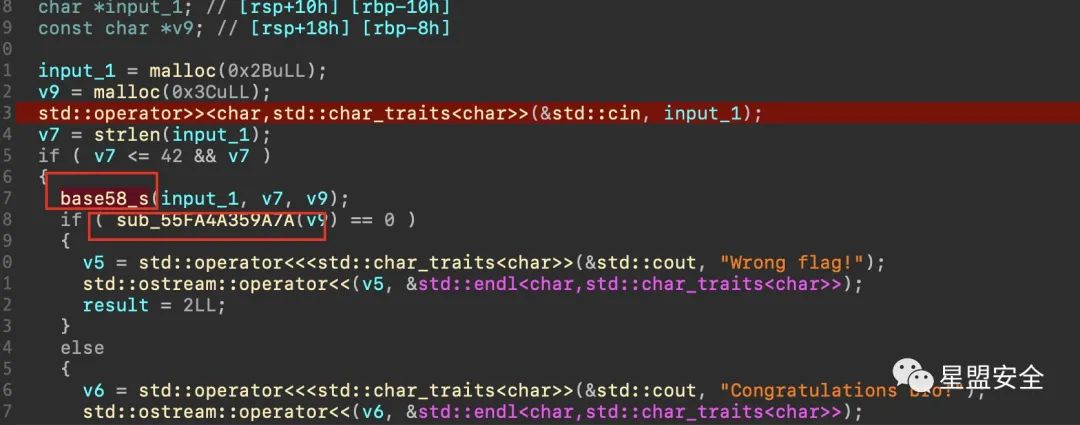 8 char *input_1; // [rsp+10h] [rbp-10h]
9 const char *v9; // [rsp+18h] [rbp-8h]
0
1 input_1 = malloc(0x2BuLL);
2 v9 = malloc(0x3CuLL);
3 std::operator>><char,std::char_traits<char>>(&std::cin, input_1);
4 v7 = strlen(input_1);
5 if ( v7 <= 42 && v7 )
6 {
7 base58_s(input_1, v7, v9);
8 if ( sub_55FA4A359A7A(v9) == 0 )
9 {
0 v5 = std::operator<<<std::char_traits<char>>(&std::cout, "Wrong flag!");
1 std::ostream::operator<<(v5, &std::endl<char,std::char_traits<char>>);
2 result = 2LL;
3 }
4 else
5 {
6 v6 = std::operator<<<std::char_traits<char>>(&std::cout, "Congratulations bro!");
7 std::ostream::operator<<(v6, &std::endl<char,std::char_traits<char>>);
星盟安全